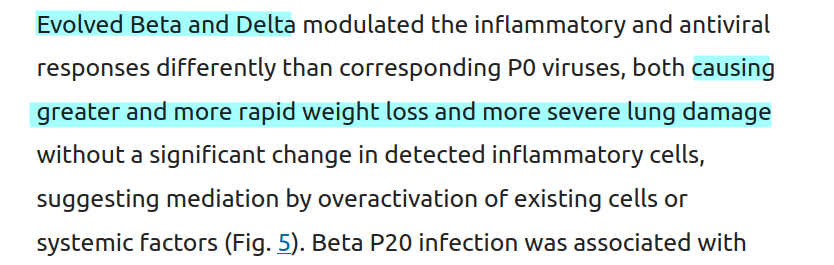 Evolved Beta and Delta modulated the inflammatory and antiviral
responses differently than corresponding P0 viruses, both causing
greater and more rapid weight loss and more severe lung damage
without a significant change in detected inflammatory cells,
suggesting mediation by overactivation of existing cells or
systemic factors (Fig. 5). Beta P20 infection was associated with